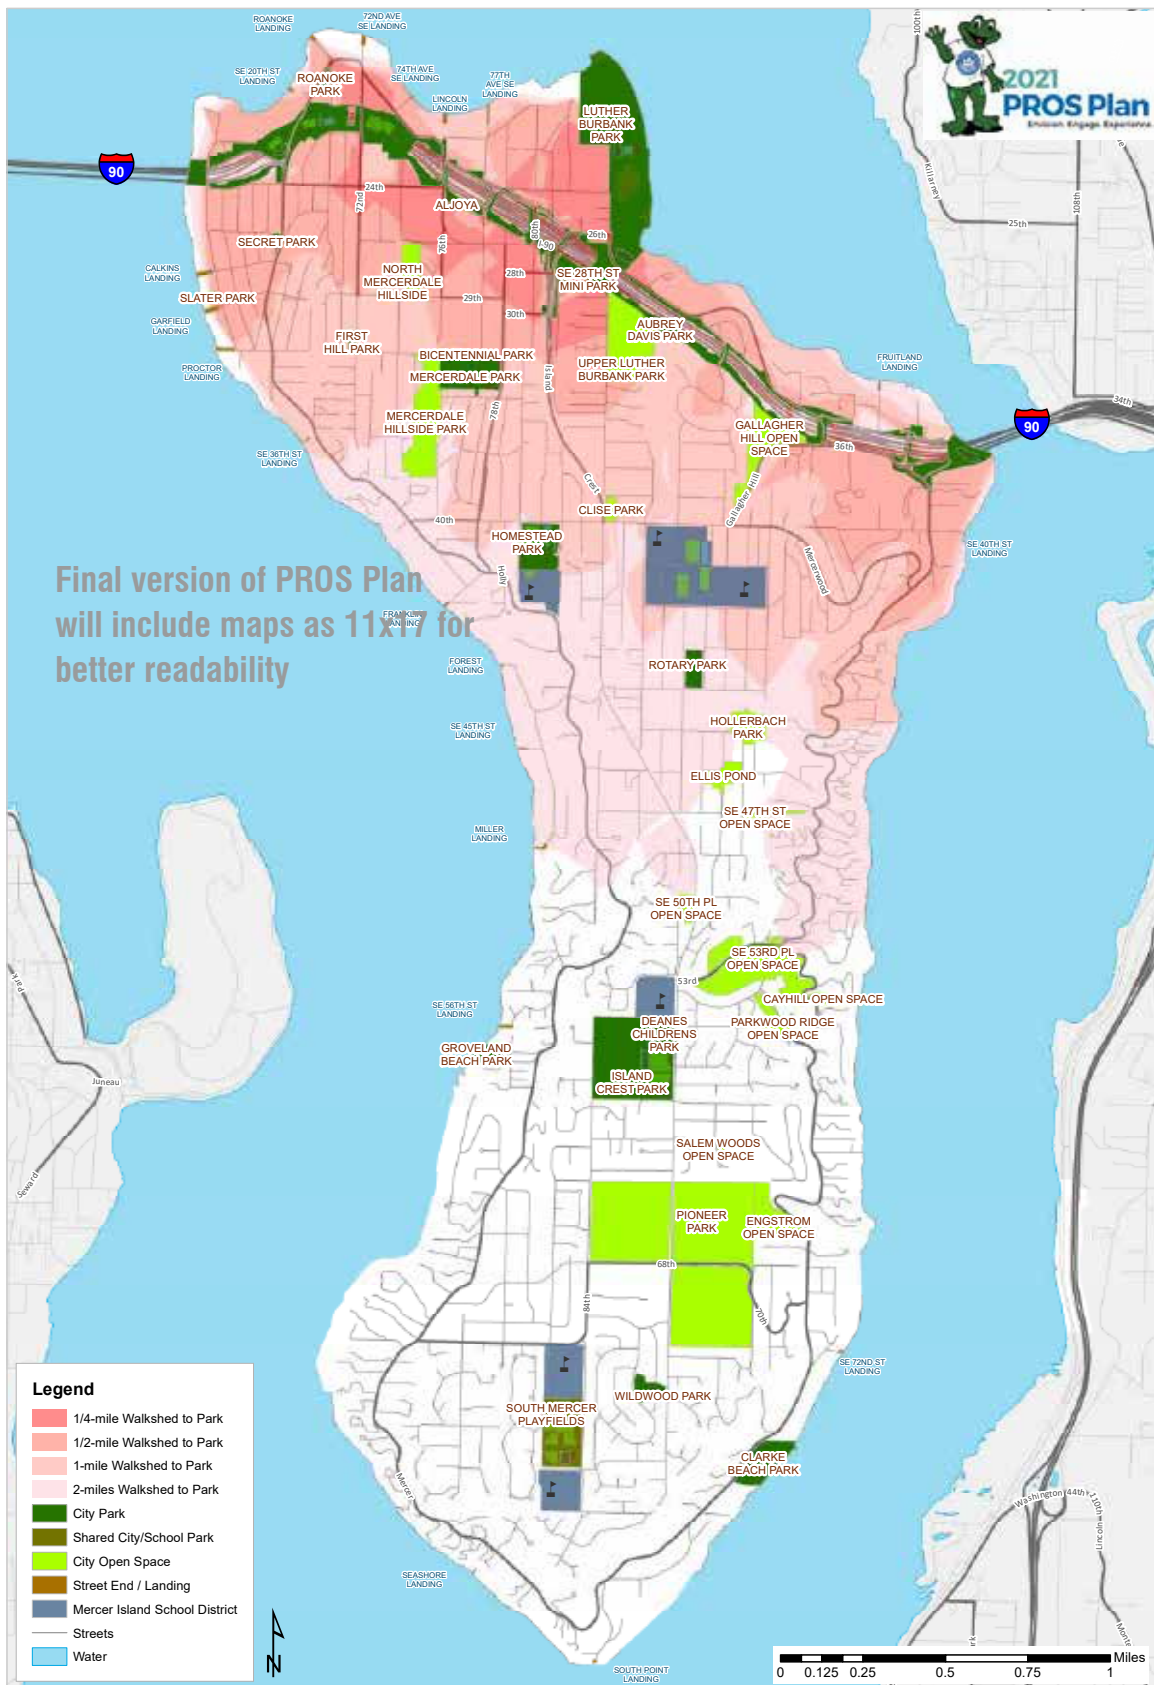 ROANOKE
LANDING
72ND AVE
SE LANDING
100th
2021
PROS Plan
Envision. Engage. Experience.
SE 20TH ST
LANDING
ROANOKE
PARK
74TH AVE
SE LANDING
77TH
AVE SE
LANDING
LINCOLN
LANDING
LUTHER
BURBANK
PARK
90
Killarney
108th
25th
24th
72nd
ALJOYA
76th
80th
I-90
26th
SECRET PARK
NORTH
MERCERDALE
HILLSIDE
28th
SE 28TH ST
MINI PARK
CALKINS
LANDING
SLATER PARK
29th
30th
GARFIELD
LANDING
FIRST
HILL PARK
AUBREY
DAVIS PARK
BICENTENNIAL PARK
MERCERDALE PARK
UPPER LUTHER
BURBANK PARK
PROCTOR
LANDING
FRUITLAND
LANDING
Island
78th
34th
90
MERCERDALE
HILLSIDE PARK
GALLAGHER
HILL OPEN
SPACE
36th
SE 36TH ST
LANDING
Crest
Gallagher Hill
CLISE PARK
40th
HOMESTEAD
PARK
SE 40TH ST
LANDING
Holly
Mercerwood
Final version of PROS Plan
will include maps as 11x17 for
better readability
FRANKLIN
LANDING
FOREST
LANDING
ROTARY PARK
SE 45TH ST
LANDING
HOLLERBACH
PARK
ELLIS POND
SE 47TH ST
OPEN SPACE
MILLER
LANDING
SE 50TH PL
OPEN SPACE
SE 53RD PL
OPEN SPACE
53rd
Park
CAYHILL OPEN SPACE
SE 56TH ST
LANDING
DEANES
CHILDRENS
PARK
PARKWOOD RIDGE
OPEN SPACE
GROVELAND
BEACH PARK
ISLAND
CREST PARK
Juneau
SALEM WOODS
OPEN SPACE
Seward
PIONEER
PARK
ENGSTROM
OPEN SPACE
68th
84th
70th
SE 72ND ST
LANDING
WILDWOOD PARK
SOUTH MERCER
PLAYFIELDS
CLARKE
BEACH PARK
Mercer
Washington
44th
110th
Lincoln
SEASHORE
LANDING
SOUTH POINT
LANDING
Legend
1/4-mile Walkshed to Park
1/2-mile Walkshed to Park
1-mile Walkshed to Park
2-miles Walkshed to Park
City Park
Shared City/School Park
City Open Space
Street End / Landing
Mercer Island School District
Streets
Water
N
Miles
0 0.125 0.25 0.5 0.75 1